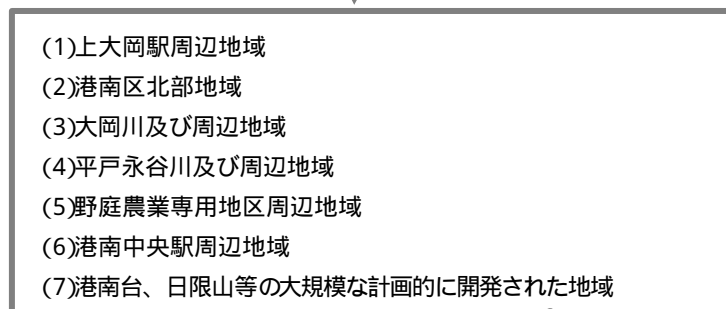 (1)上大岡駅周辺地域
(2)港南区北部地域
(3)大岡川及び周辺地域
(4)平戸永谷川及び周辺地域
(5)野庭農業専用地区周辺地域
(6)港南中央駅周辺地域
(7)港南台、日限山等の大規模な計画的に開発された地域